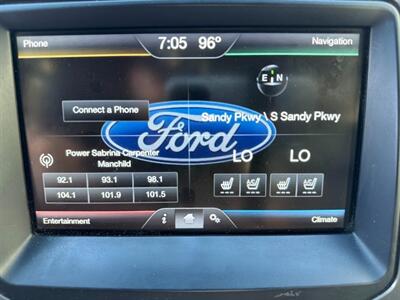 Phone
7:05 96°
Navigation
E N
Connect a Phone
Sandy Pkwy \ S Sandy Pkwy
Ford
Power Sabrina Carpenter
Manchild
LO LO
92.1 93.1 98.1
104.1 101.9 101.5
Entertainment
i
Climate